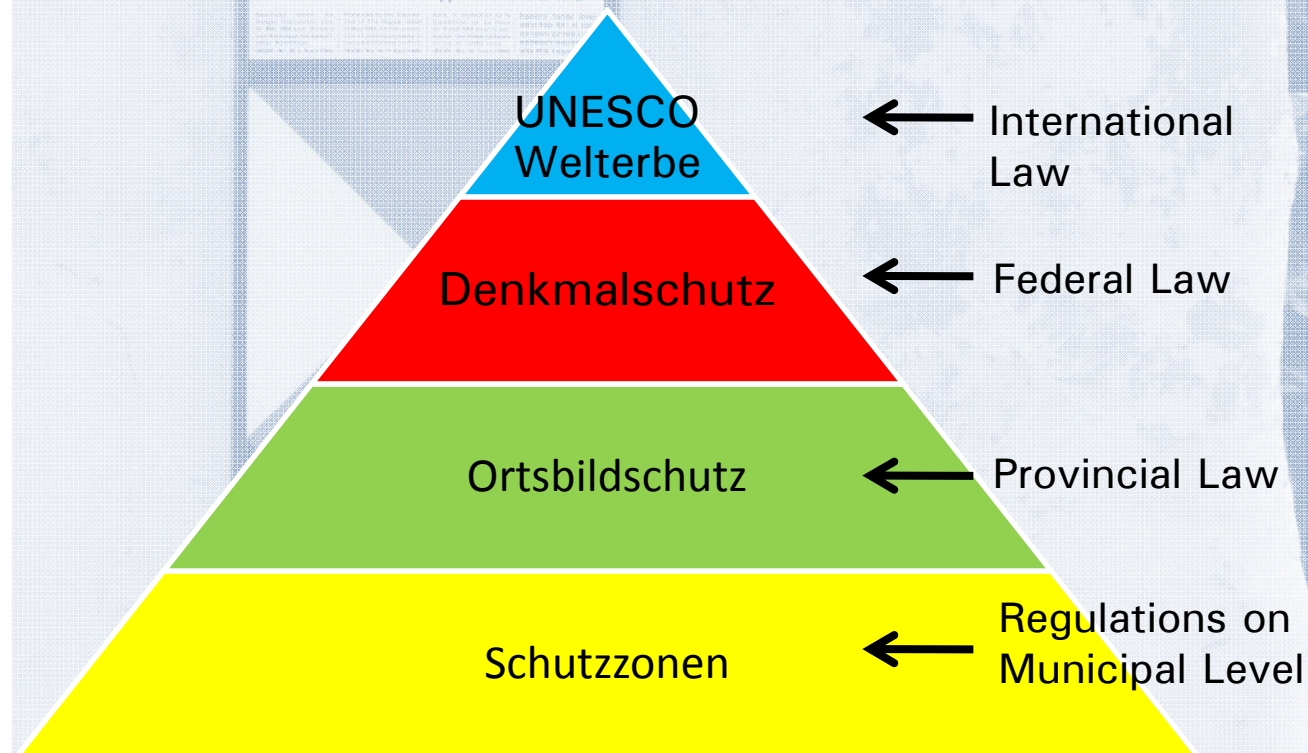 UNESCO
Welterbe
International
Law
Denkmalschutz
Federal Law
Ortsbildschutz
Provincial Law
Schutzzonen
Regulations on
Municipal Level